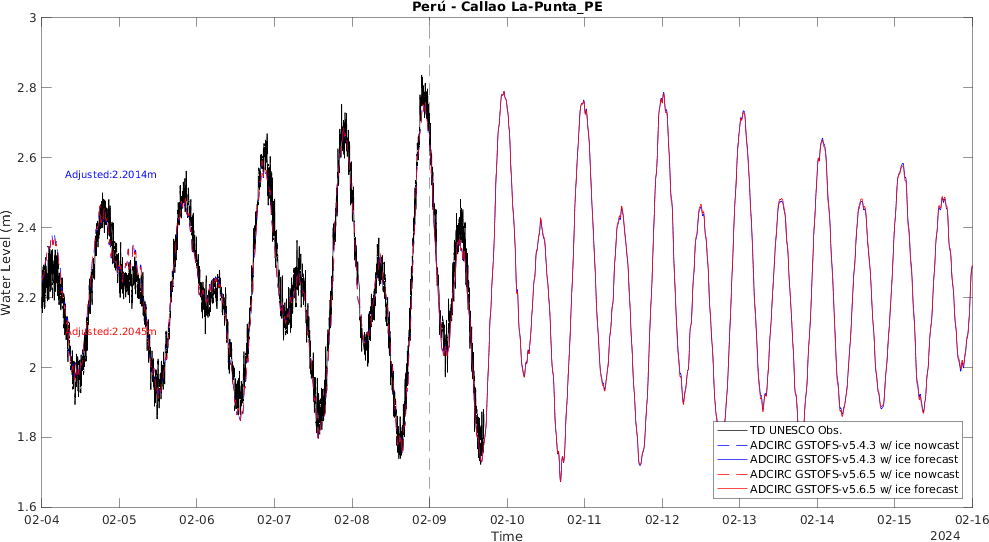 Perú - Callao La-Punta_PE
3
2.8
2.6
2.4
2.2
2
1.8
1.6
Water Level (m)
Adjusted:2.2014m
Adjusted:2.2045m
TD UNESCO Obs.
ADCIRC GSTOFS-v5.4.3 w/ ice nowcast
ADCIRC GSTOFS-v5.4.3 w/ ice forecast
ADCIRC GSTOFS-v5.6.5 w/ ice nowcast
ADCIRC GSTOFS-v5.6.5 w/ ice forecast
02-04 02-05 02-06 02-07 02-08 02-09 02-10 02-11 02-12 02-13 02-14 02-15 02-16
Time
2024